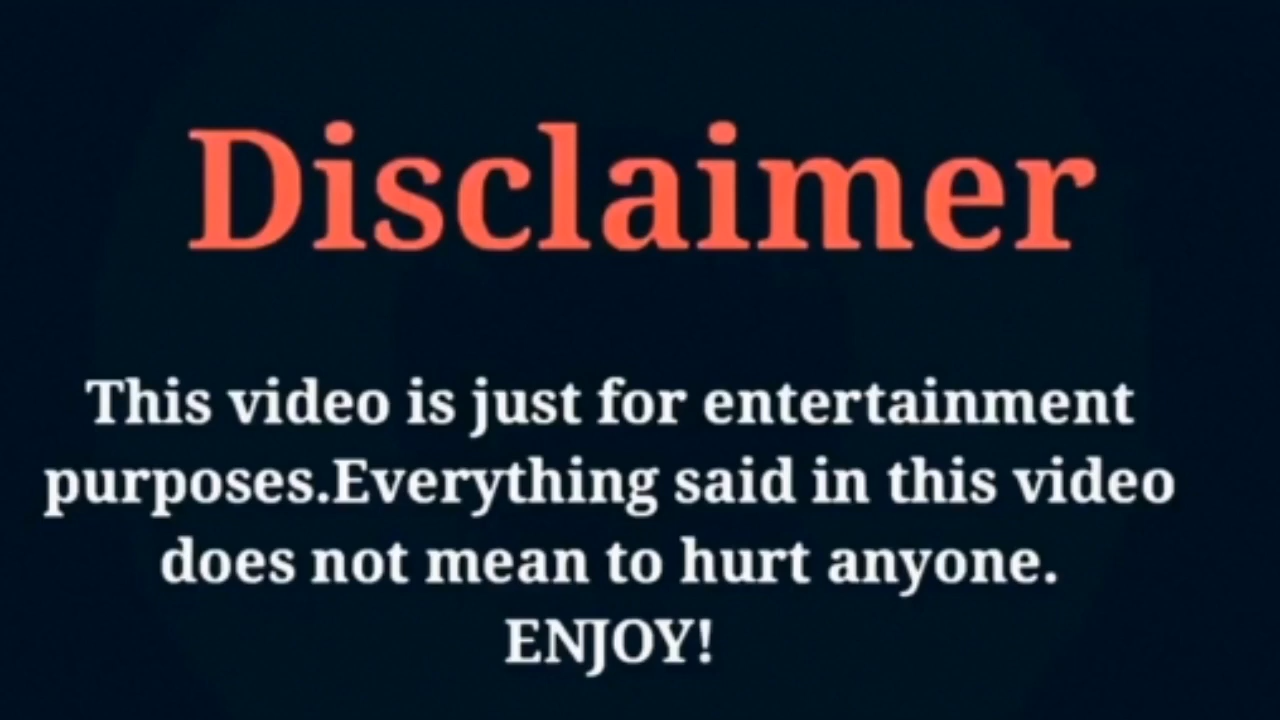 Disclaimer
This video is just for entertainment
purposes.Everything said in this video
does not mean to hurt anyone.
ENJOY!